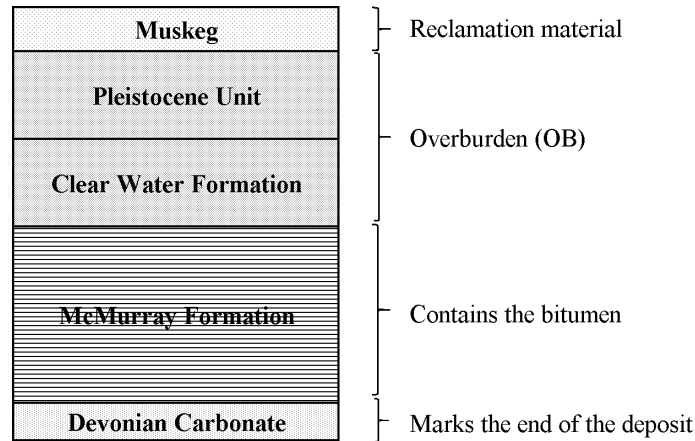 Muskeg
Reclamation material
Pleistocene Unit
Overburden (OB)
Clear Water Formation
McMurray Formation
Contains the bitumen
Devonian Carbonate
Marks the end of the deposit